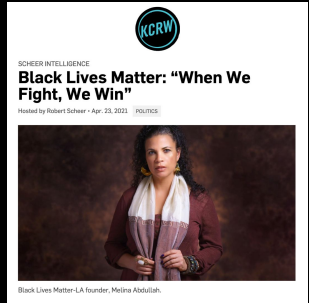 KCRW
SCHEER INTELLIGENCE
Black Lives Matter: “When We
Fight, We Win”
Hosted by Robert Scheer • Apr. 23, 2021 POLITICS
Black Lives Matter-LA founder, Melina Abdullah.